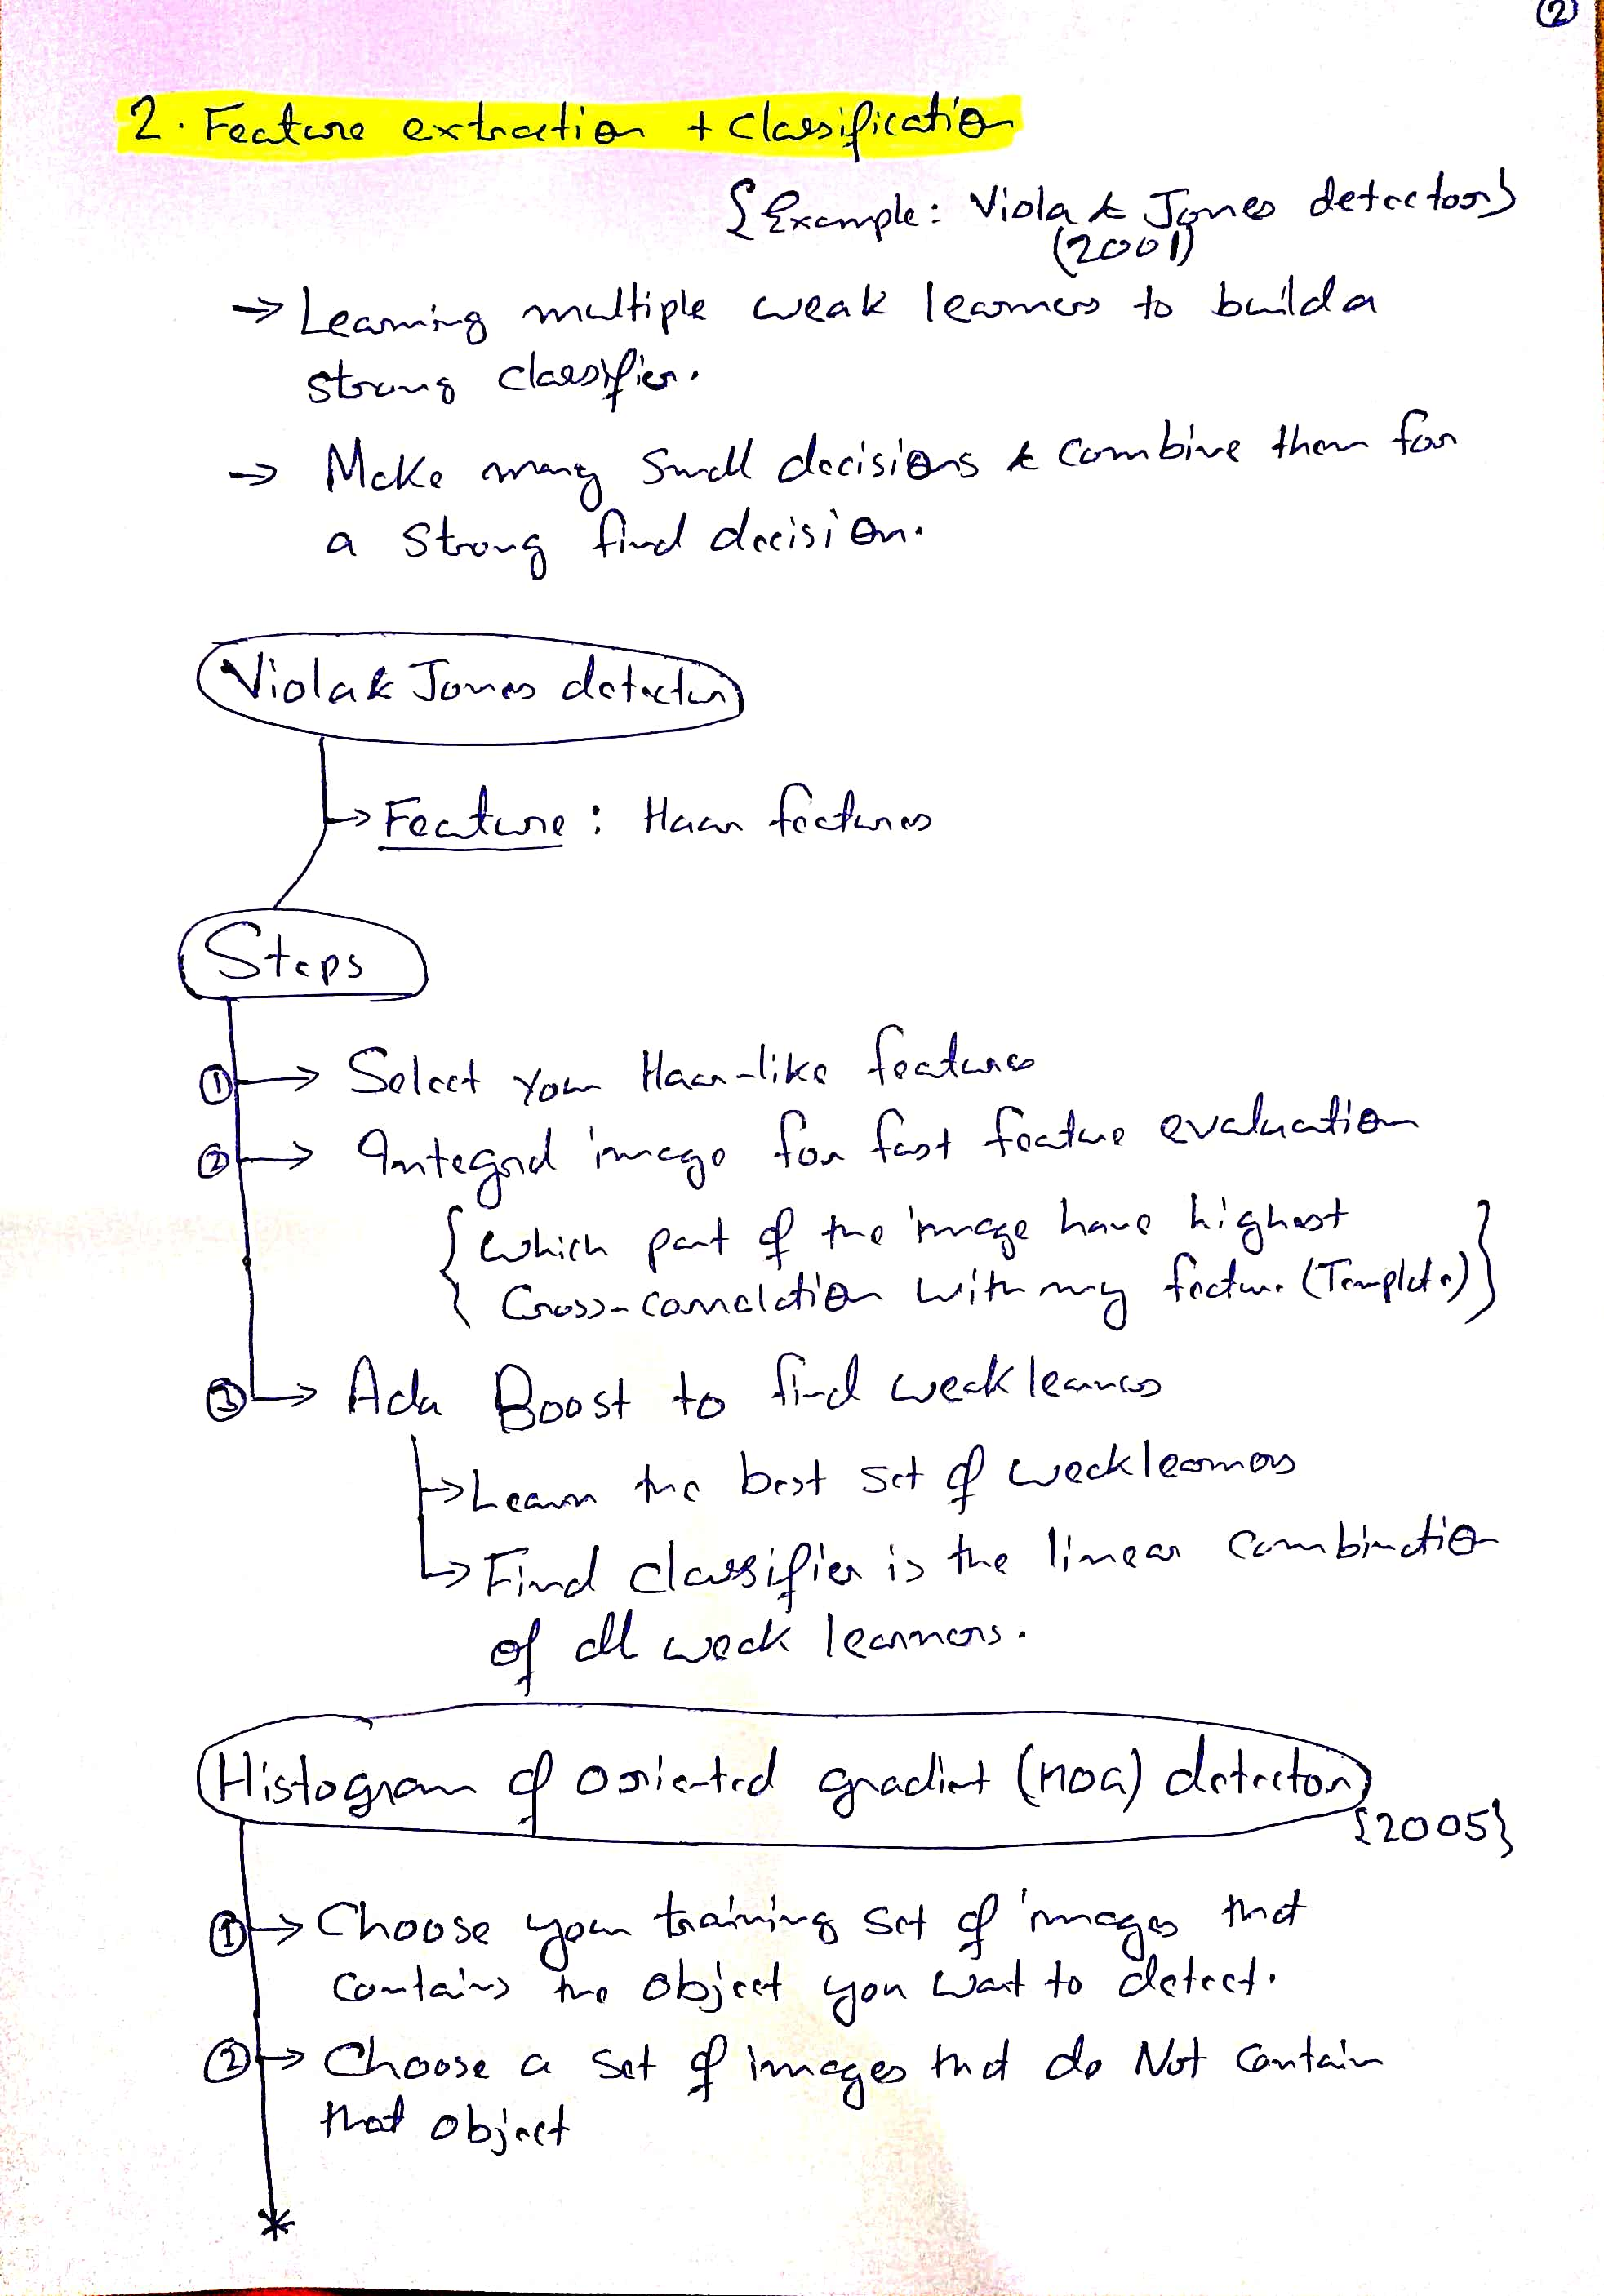 ②
2. Feature extraction + Classification
{Example: Viola & Jones detector}
(2001)
→ Learning multiple weak learners to build a
strong classifier.
→ Make many small decisions & combine them for
a strong final decision.
Viola & Jones detector
→ Feature : Haar features
Steps
① → Select your Haar-like features
② → Integral image for fast feature evaluation
{ Which part of the image have highest
Cross-correlation with my feature (Template) }
③ → Ada Boost to find weak learners
→ Learn the best set of weak learners
→ Final classifier is the linear combination
of all weak learners.
Histogram of oriented gradient (HOG) detector
{2005}
① → Choose your training set of images that
contains the object you want to detect.
② → Choose a set of images that do Not contain
that object
*